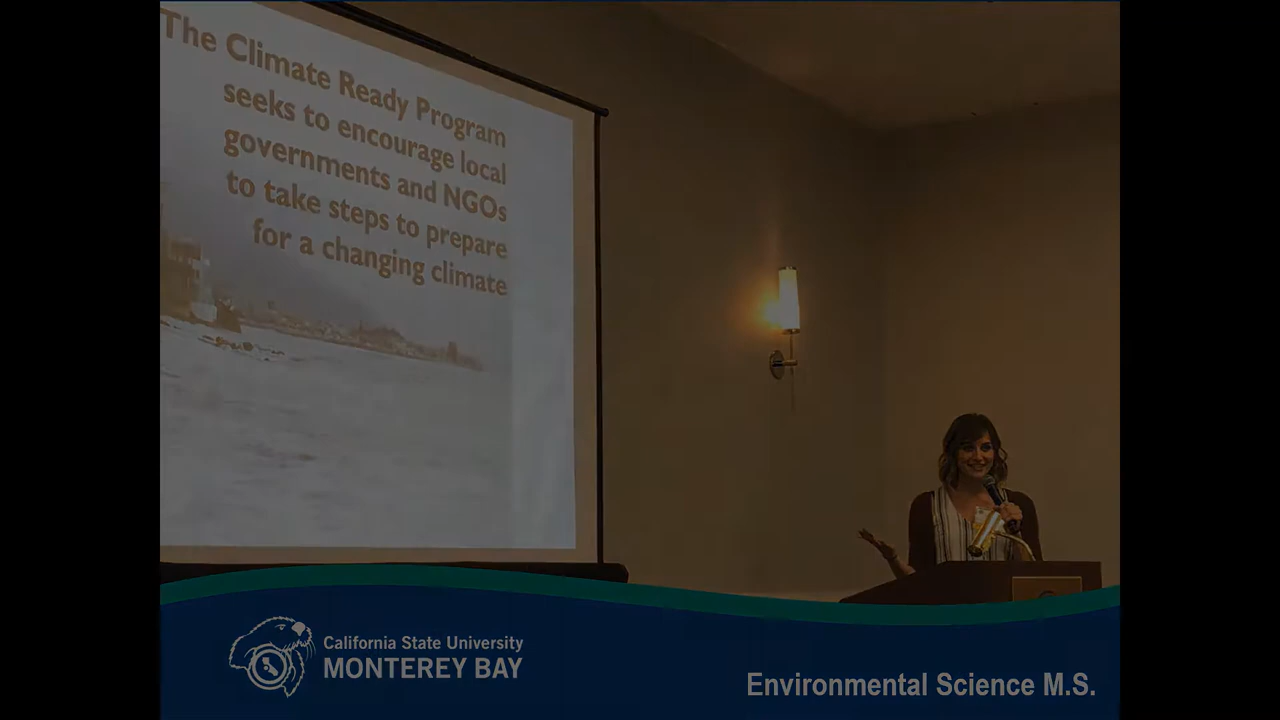 The Climate Ready Program
seeks to encourage local
governments and NGOs
to take steps to prepare
for a changing climate
California State University
MONTEREY BAY
Environmental Science M.S.